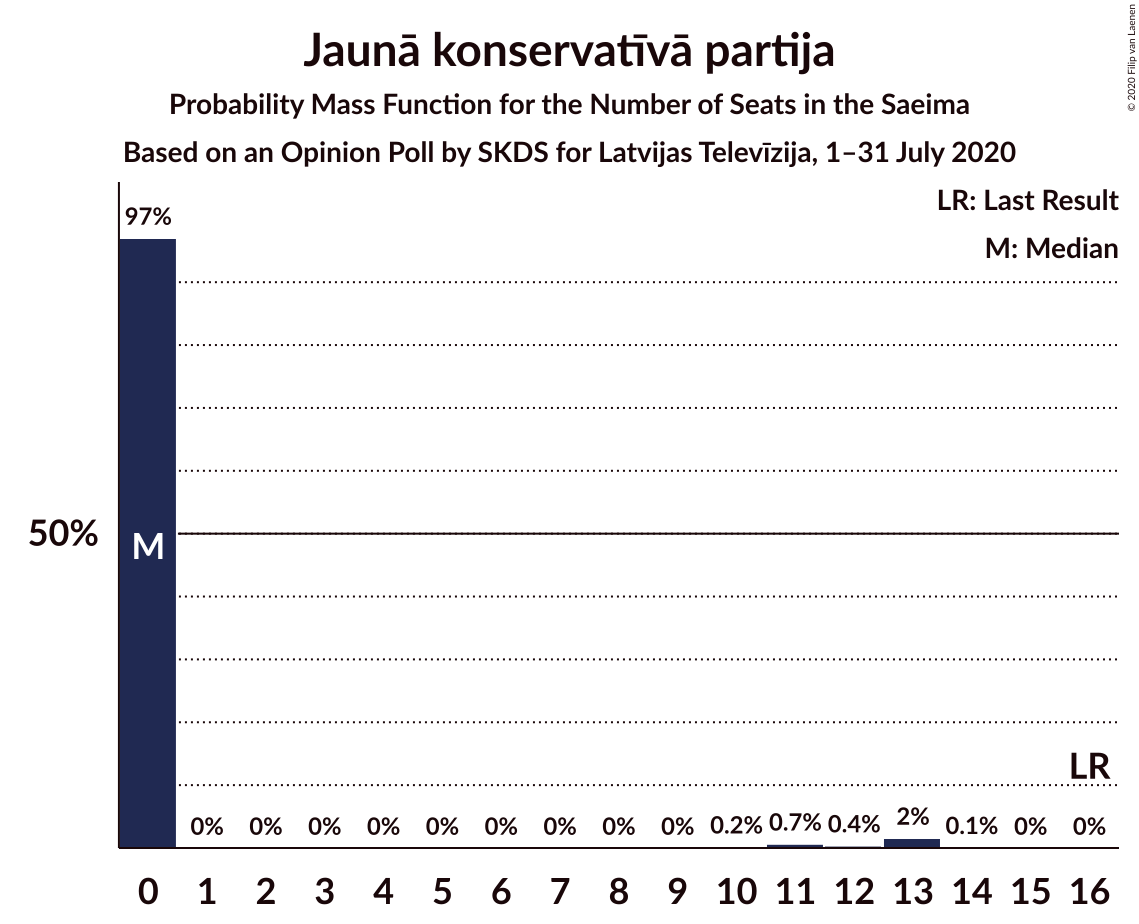 Jaunā konservatīvā partija
Probability Mass Function for the Number of Seats in the Saeima
Based on an Opinion Poll by SKDS for Latvijas Televīzija, 1–31 July 2020
© 2020 Filip van Laenen
LR: Last Result
M: Median
97%
50%
M
LR
0% 0% 0% 0% 0% 0% 0% 0% 0% 0.2% 0.7% 0.4% 2% 0.1% 0% 0%
0 1 2 3 4 5 6 7 8 9 10 11 12 13 14 15 16